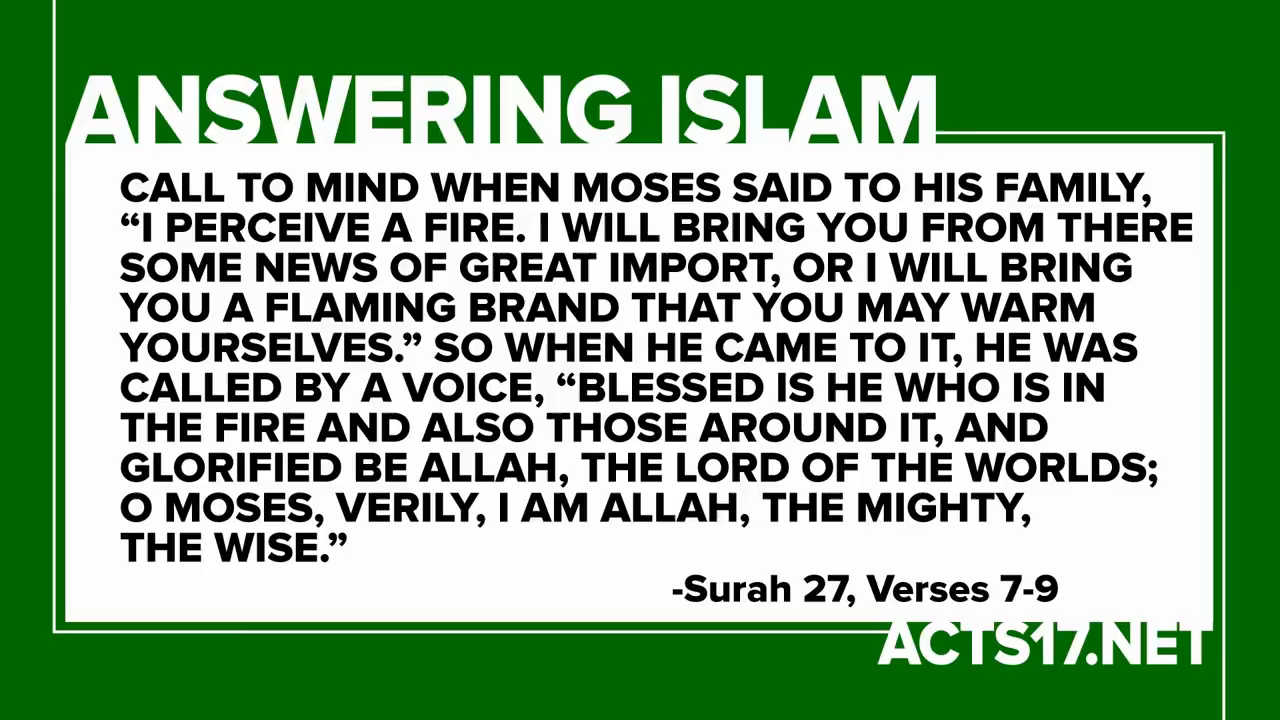 ANSWERING ISLAM
CALL TO MIND WHEN MOSES SAID TO HIS FAMILY,
“I PERCEIVE A FIRE. I WILL BRING YOU FROM THERE
SOME NEWS OF GREAT IMPORT, OR I WILL BRING
YOU A FLAMING BRAND THAT YOU MAY WARM
YOURSELVES.” SO WHEN HE CAME TO IT, HE WAS
CALLED BY A VOICE, “BLESSED IS HE WHO IS IN
THE FIRE AND ALSO THOSE AROUND IT, AND
GLORIFIED BE ALLAH, THE LORD OF THE WORLDS;
O MOSES, VERILY, I AM ALLAH, THE MIGHTY,
THE WISE.”
-Surah 27, Verses 7-9
ACTS17.NET